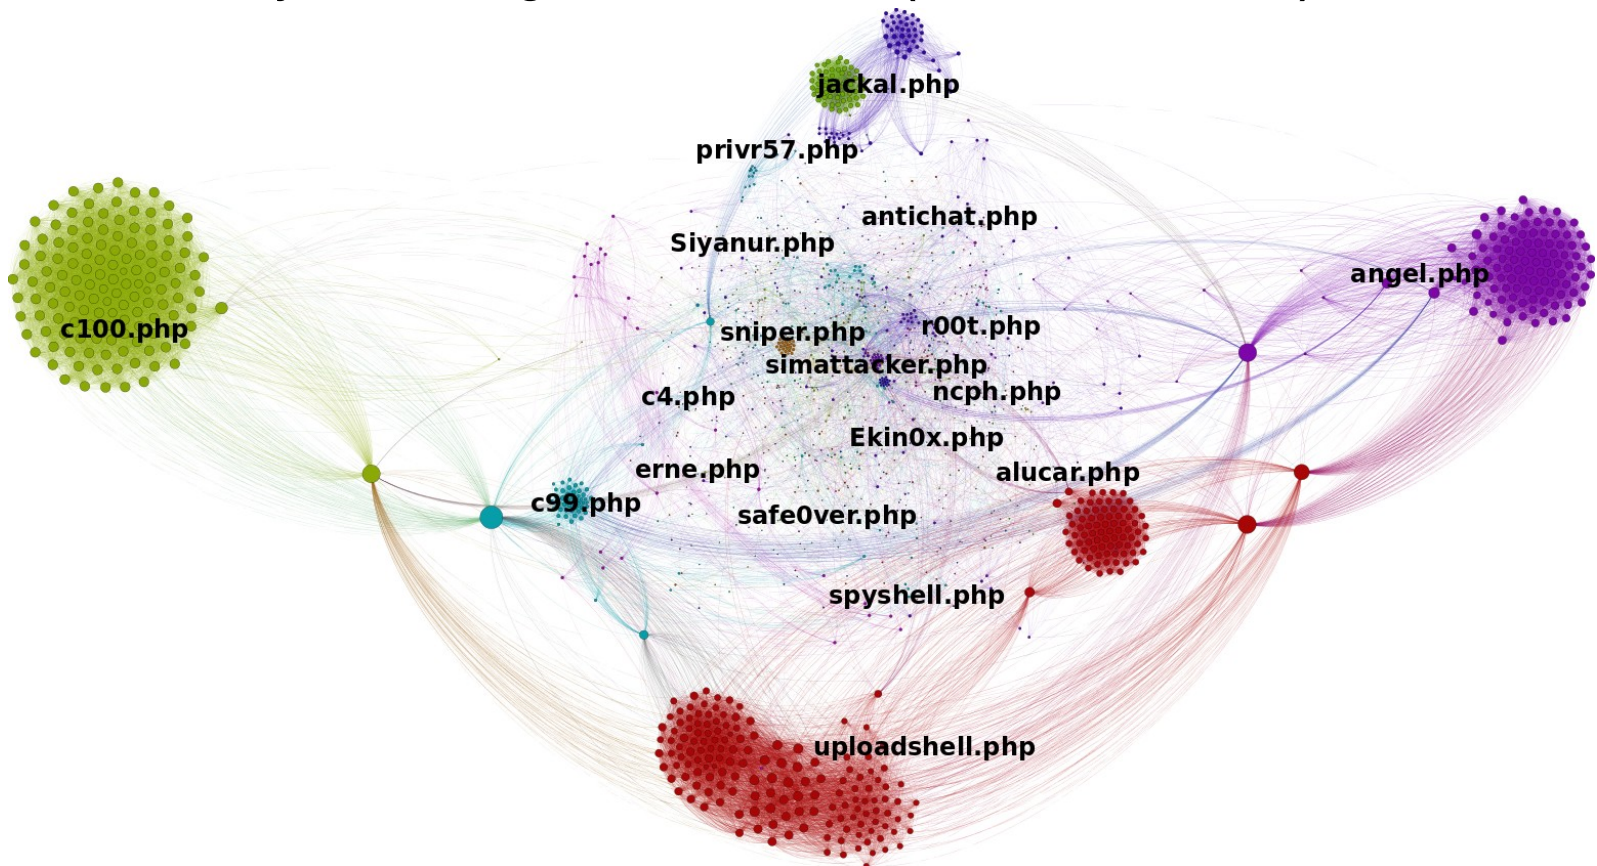 jackal.php
privr57.php
antichat.php
Siyanur.php
angel.php
c100.php
sniper.php
r00t.php
simattacker.php
c4.php
ncph.php
Ekin0x.php
erne.php
alucar.php
c99.php
safe0ver.php
spyshell.php
uploadshell.php